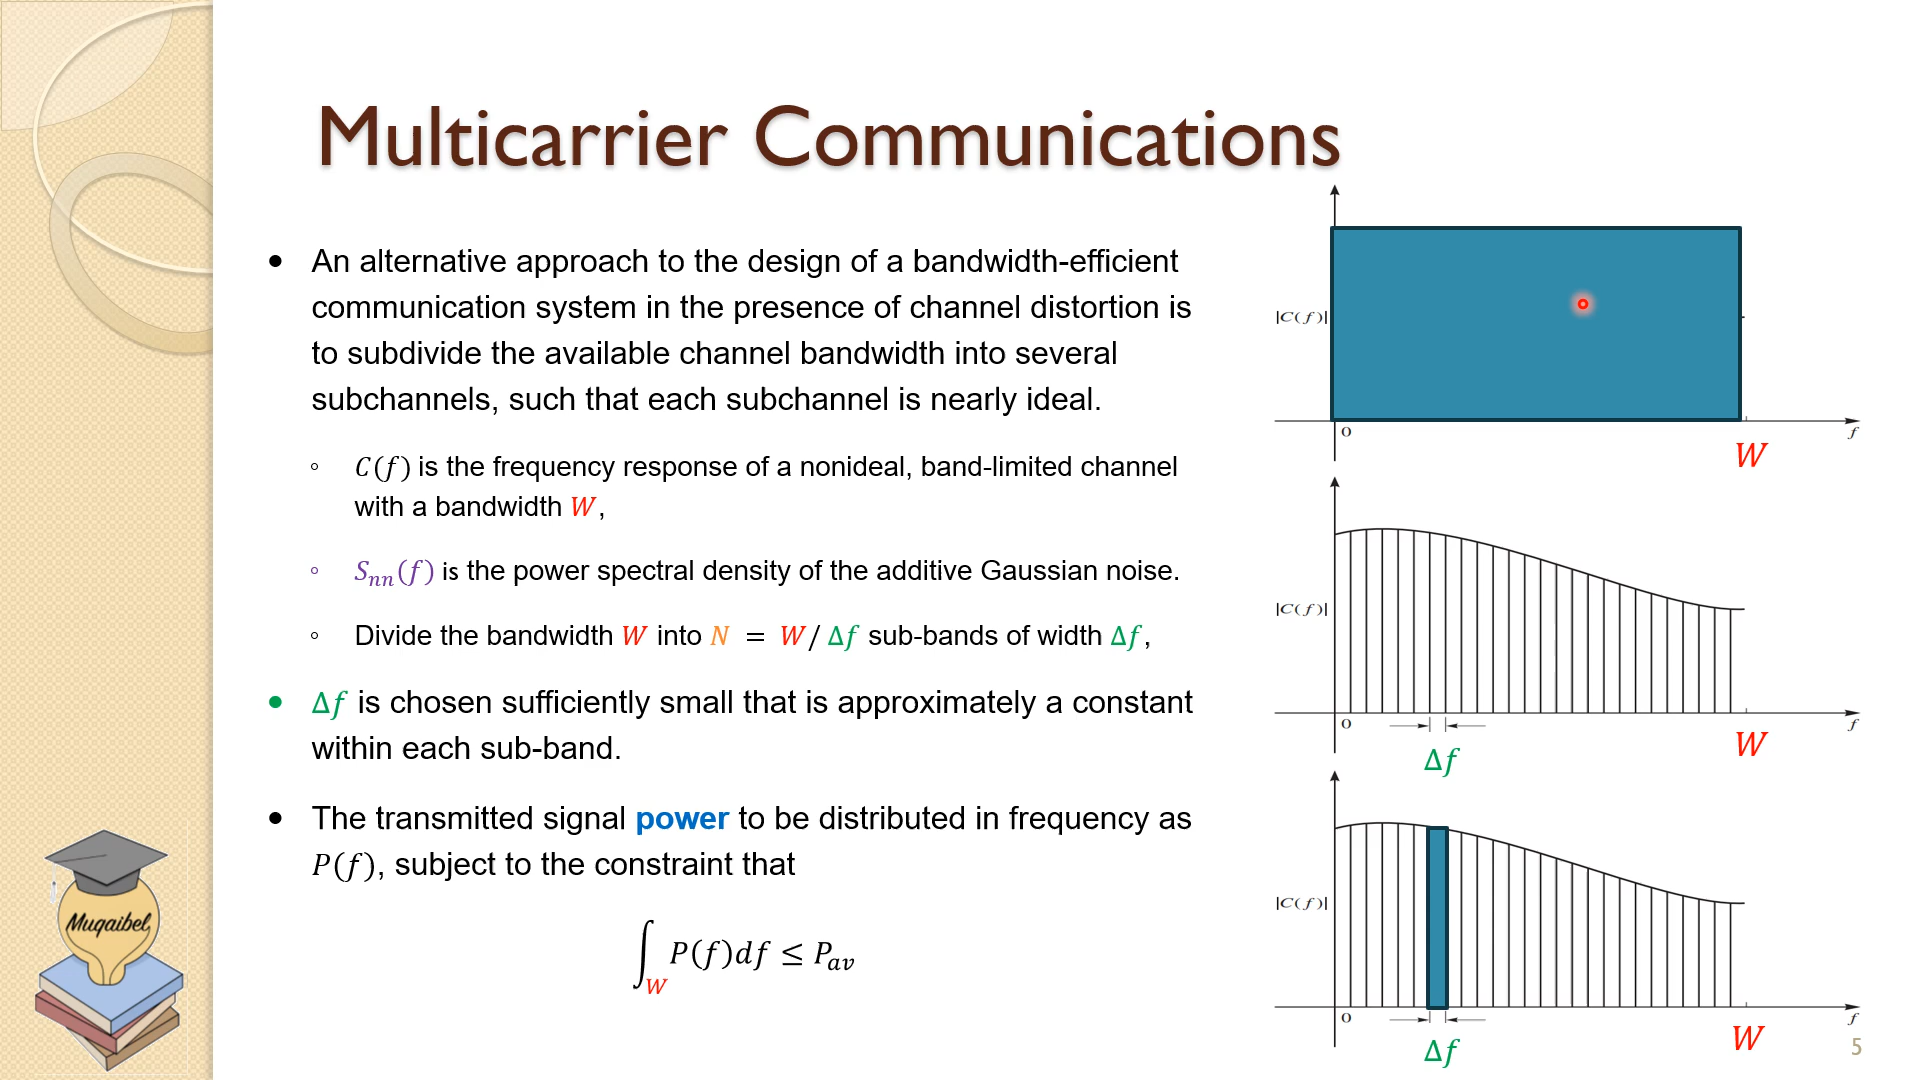 Multicarrier Communications
• An alternative approach to the design of a bandwidth-efficient
communication system in the presence of channel distortion is
to subdivide the available channel bandwidth into several
subchannels, such that each subchannel is nearly ideal.
◦ C(f) is the frequency response of a nonideal, band-limited channel
with a bandwidth W,
◦ Sₙₙ(f) is the power spectral density of the additive Gaussian noise.
◦ Divide the bandwidth W into N = W/Δf sub-bands of width Δf,
• Δf is chosen sufficiently small that is approximately a constant
within each sub-band.
• The transmitted signal power to be distributed in frequency as
P(f), subject to the constraint that
∫_W P(f)df ≤ P_av
|C(f)|
0
f
W
|C(f)|
0
f
Δf
W
|C(f)|
0
f
Δf
W
Muqaibel
5